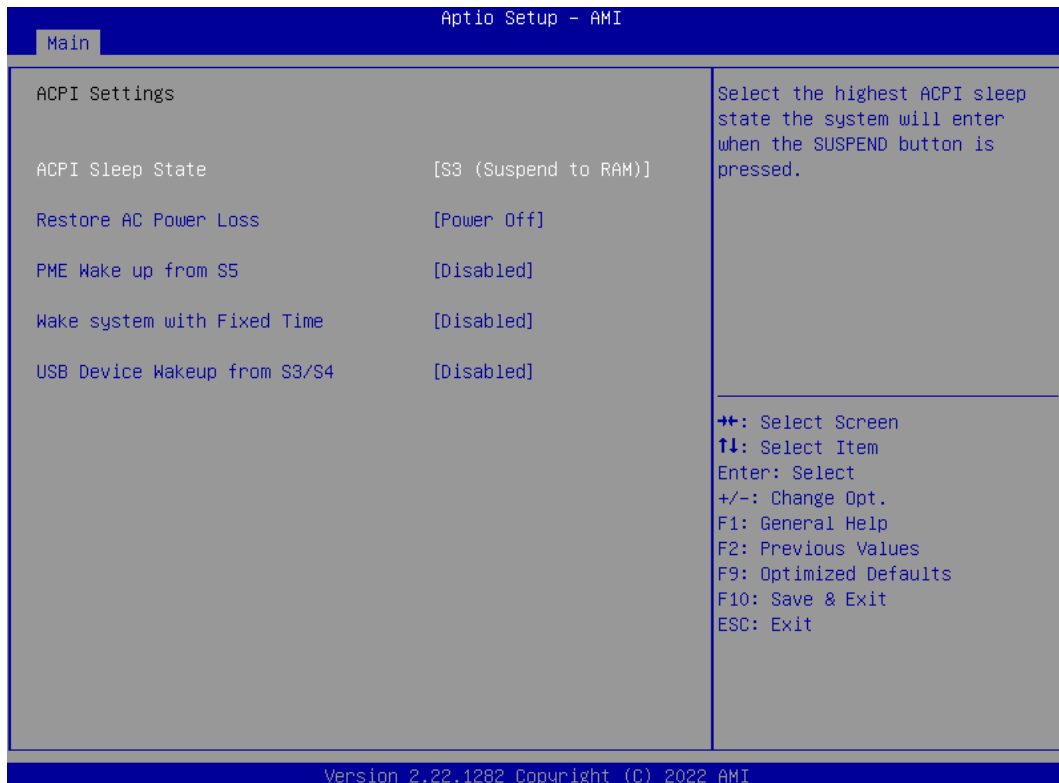 Aptio Setup – AMI
Main
ACPI Settings
ACPI Sleep State [S3 (Suspend to RAM)]
Restore AC Power Loss [Power Off]
PME Wake up from S5 [Disabled]
Wake system with Fixed Time [Disabled]
USB Device Wakeup from S3/S4 [Disabled]
Select the highest ACPI sleep
state the system will enter
when the SUSPEND button is
pressed.
→←: Select Screen
↑↓: Select Item
Enter: Select
+/-: Change Opt.
F1: General Help
F2: Previous Values
F9: Optimized Defaults
F10: Save & Exit
ESC: Exit
Version 2.22.1282 Copyright (C) 2022 AMI